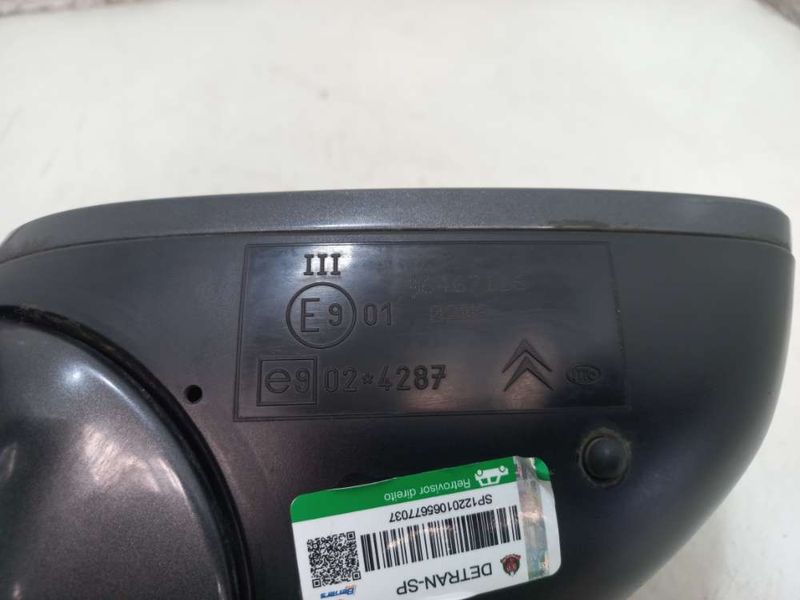 III
E9 01
e9 02*4287
Retrovisor direito
SP12201065677037
DETRAN-SP